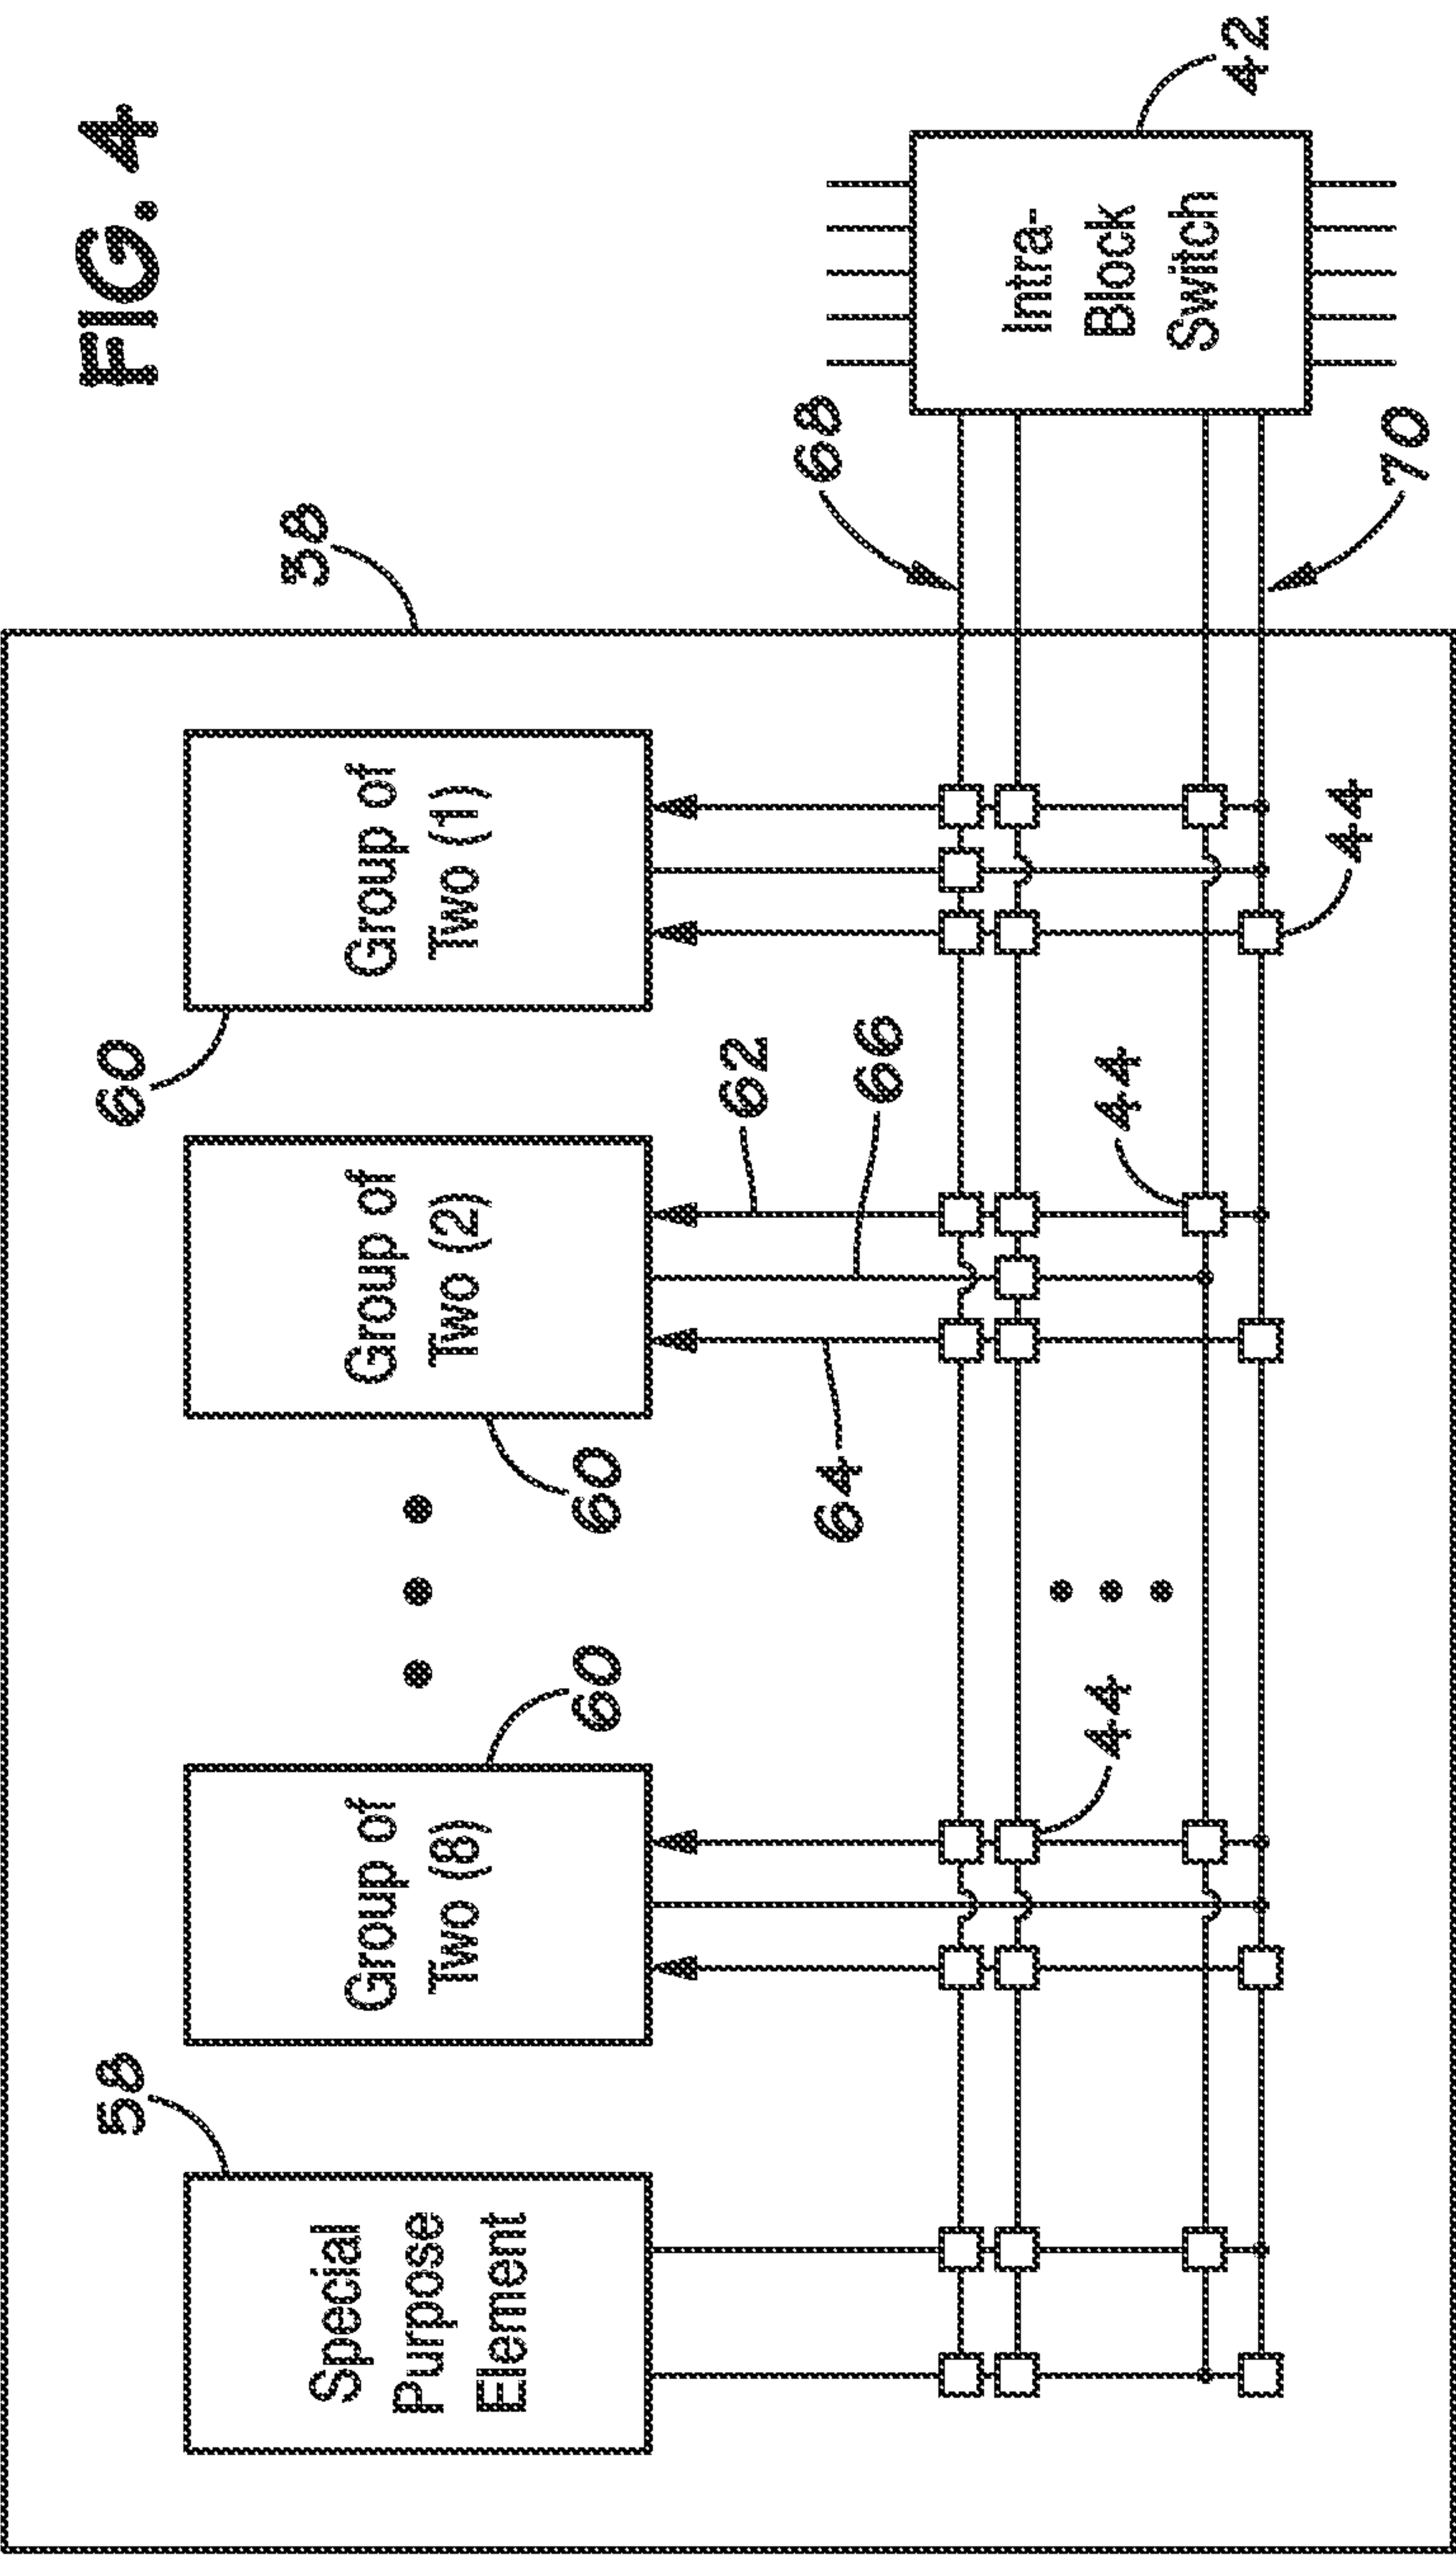 FIG. 4
38
58
60
60
60
Special
Purpose
Element
Group of
Two (8)
Group of
Two (2)
Group of
Two (1)
62
66
64
68
44
44
44
70
Intra-
Block
Switch
42